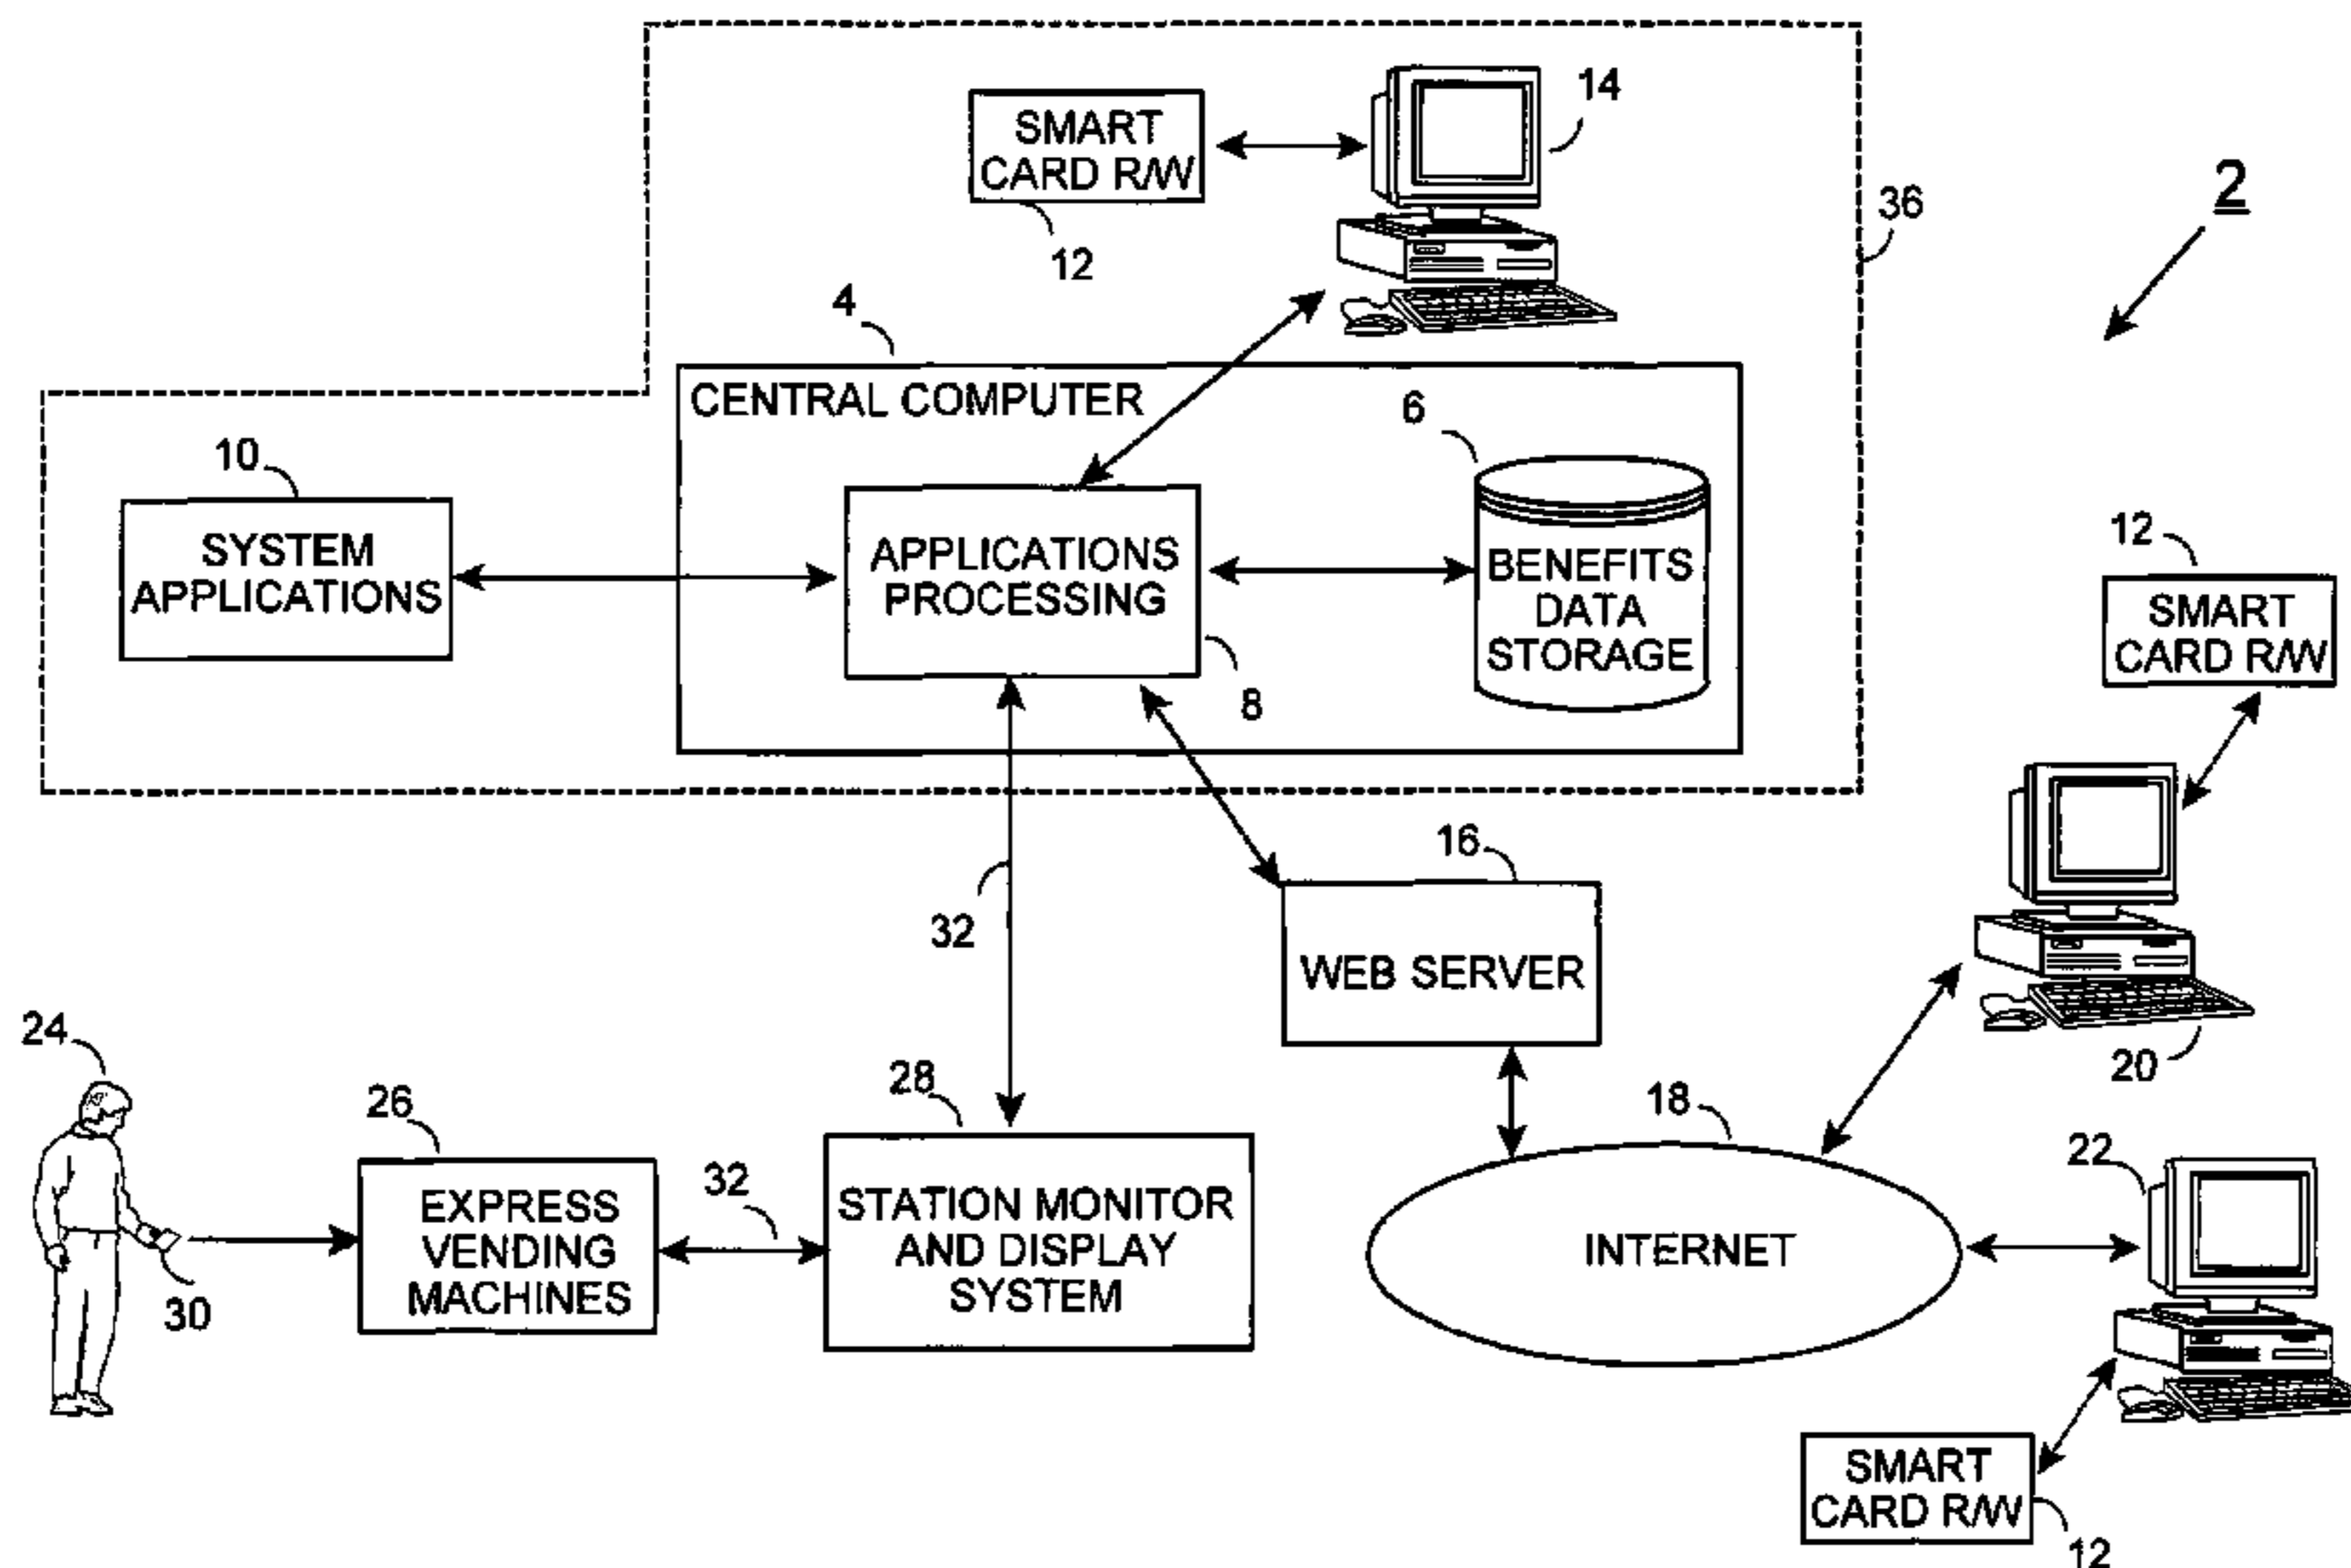 14
SMART
CARD R/W
12
2
36
4
CENTRAL COMPUTER
6
10
SYSTEM
APPLICATIONS
APPLICATIONS
PROCESSING
8
BENEFITS
DATA
STORAGE
12
SMART
CARD R/W
16
32
WEB SERVER
20
24
26
EXPRESS
VENDING
MACHINES
30
32
28
STATION MONITOR
AND DISPLAY
SYSTEM
18
INTERNET
22
SMART
CARD R/W
12